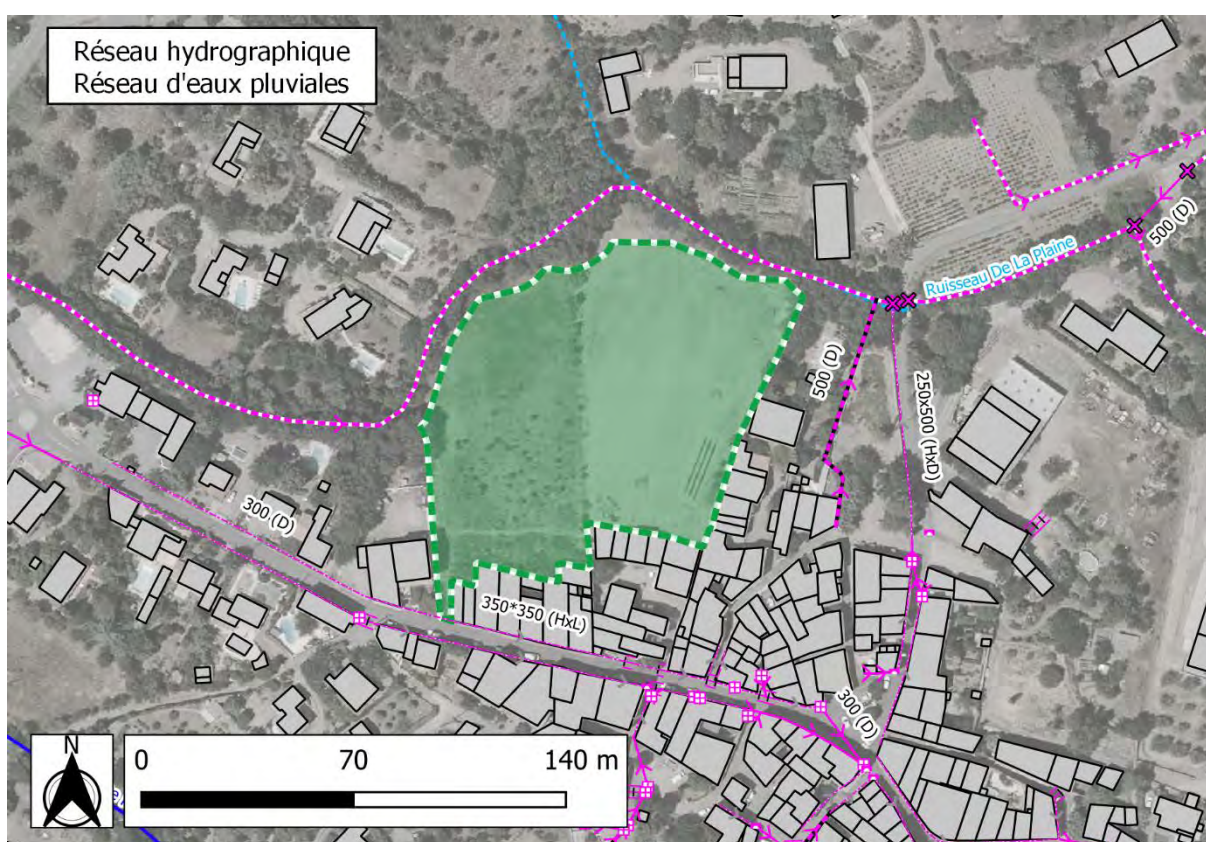 Réseau hydrographique
Réseau d'eaux pluviales
500 (D)
Ruisseau De La Plaine
500 (D)
250x500 (HxD)
300 (D)
350*350 (HxL)
300 (D)
N
0 70 140 m